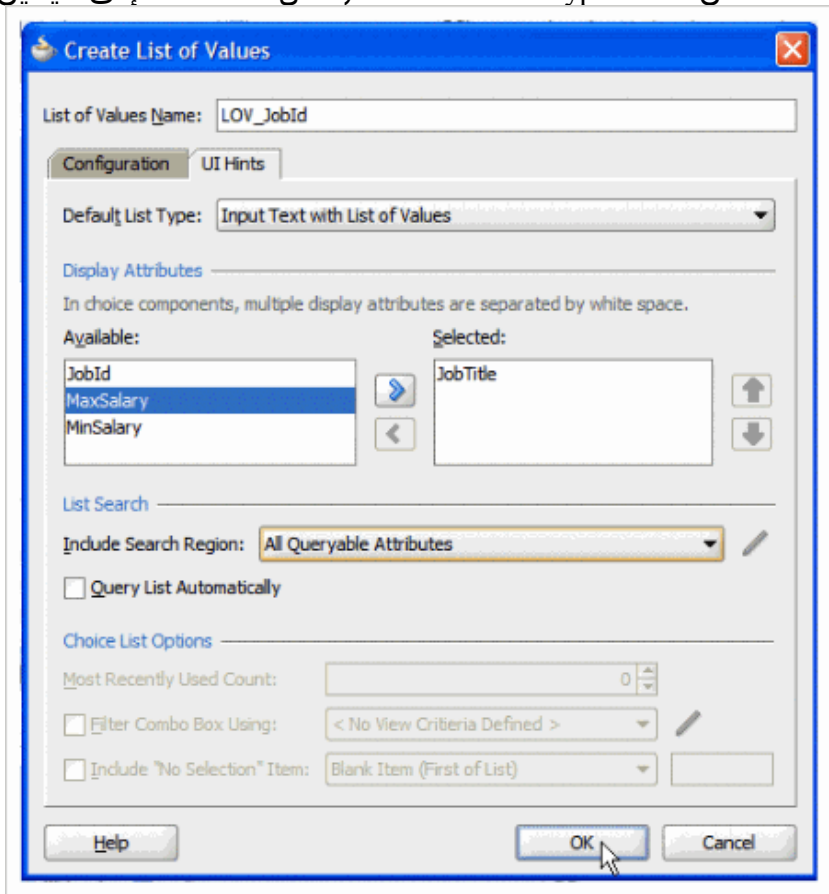 Create List of Values
List of Values Name: LOV_JobId
Configuration UI Hints
Default List Type: Input Text with List of Values
Display Attributes
In choice components, multiple display attributes are separated by white space.
Available: Selected:
JobId JobTitle
MaxSalary
MinSalary
List Search
Include Search Region: All Queryable Attributes
Query List Automatically
Choice List Options
Most Recently Used Count: 0
Filter Combo Box Using: < No View Critieria Defined >
Include "No Selection" Item: Blank Item (First of List)
Help OK Cancel